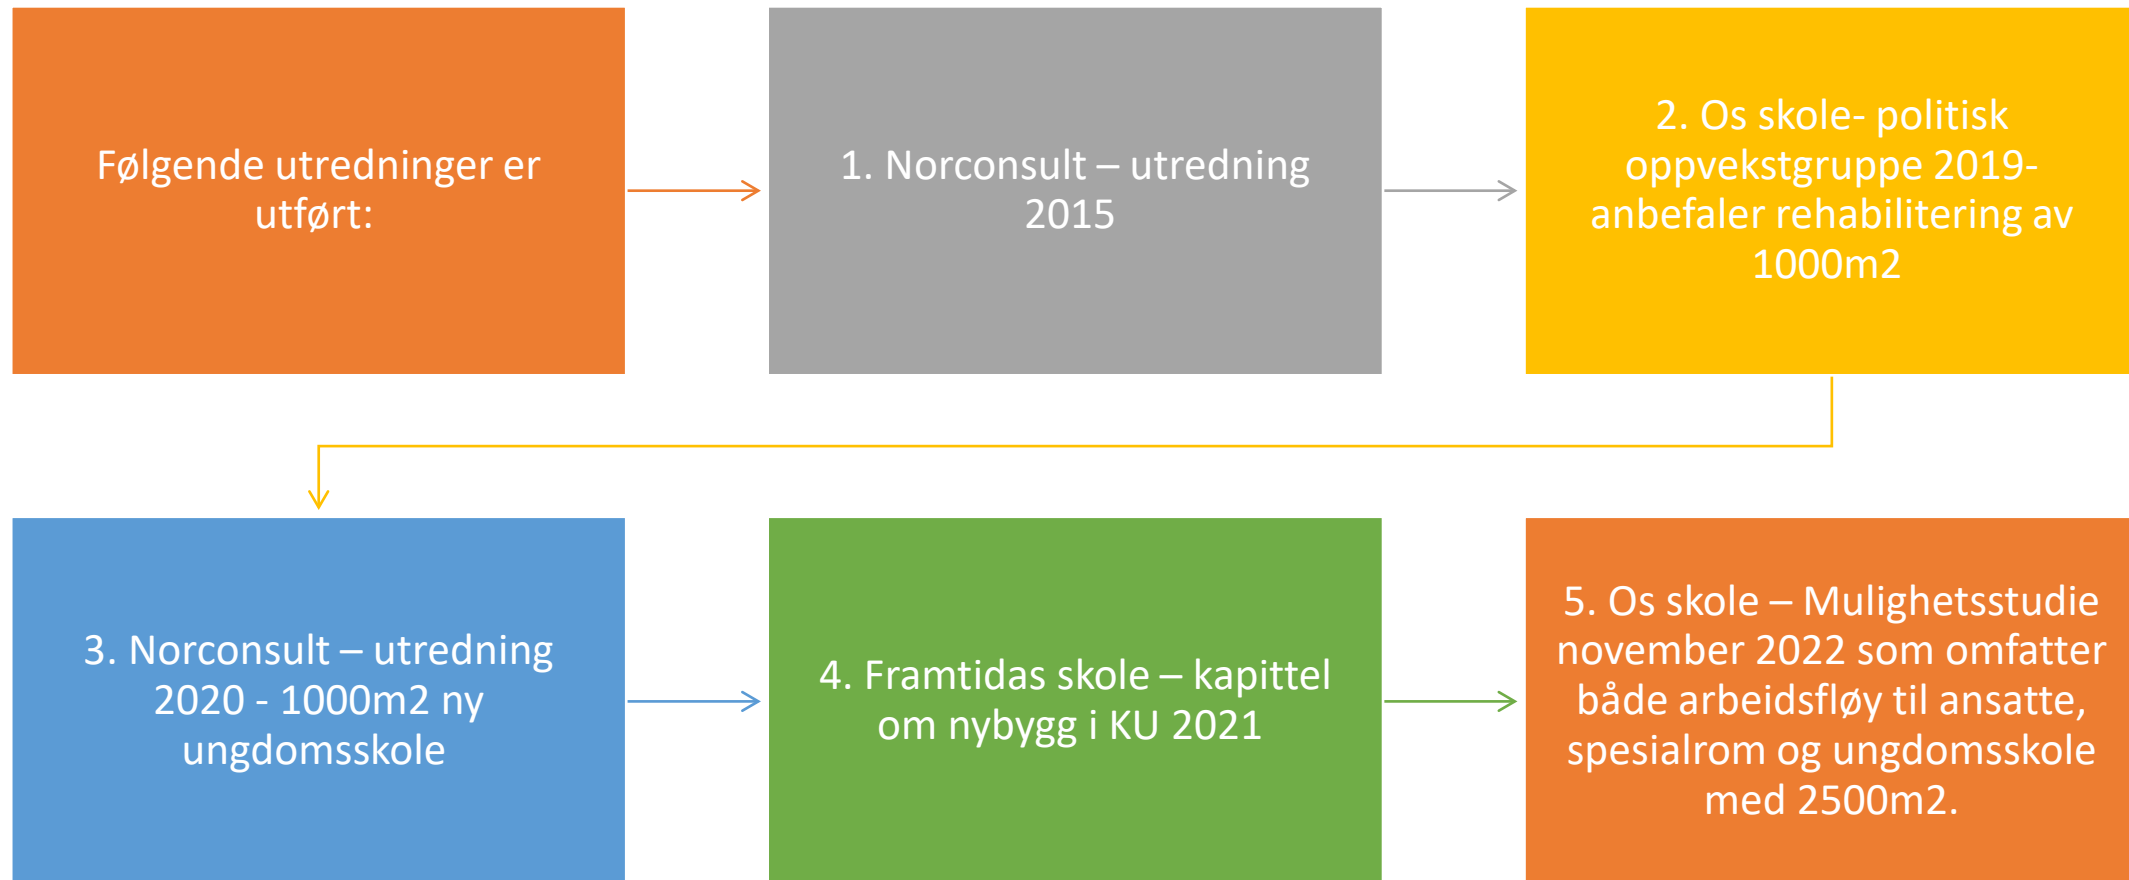 Følgende utredninger er
utført:
1. Norconsult – utredning
2015
2. Os skole- politisk
oppvekstgruppe 2019-
anbefaler rehabilitering av
1000m2
3. Norconsult – utredning
2020 - 1000m2 ny
ungdomsskole
4. Framtidas skole – kapittel
om nybygg i KU 2021
5. Os skole – Mulighetsstudie
november 2022 som omfatter
både arbeidsfløy til ansatte,
spesialrom og ungdomsskole
med 2500m2.